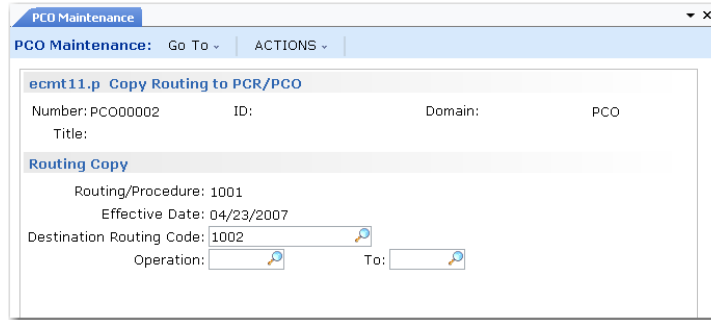 PCO Maintenance
PCO Maintenance: Go To ACTIONS
ecmt11.p Copy Routing to PCR/PCO
Number: PCO00002 ID: Domain: PCO
Title:
Routing Copy
Routing/Procedure: 1001
Effective Date: 04/23/2007
Destination Routing Code: 1002
Operation: To: